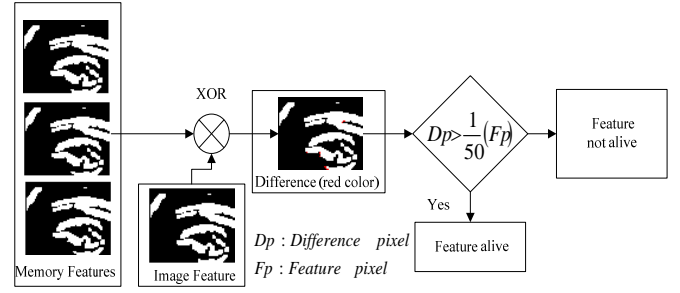 XOR
Memory Features
Image Feature
Difference (red color)
Dp>1/50(Fp)
Feature
not alive
Yes
Feature alive
Dp : Difference pixel
Fp : Feature pixel